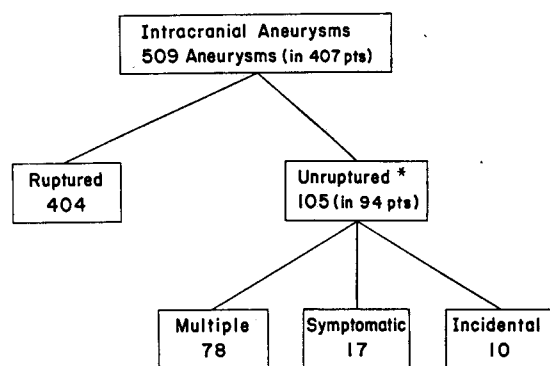 Intracranial Aneurysms
509 Aneurysms (in 407 pts)
Ruptured
404
Unruptured *
105 (in 94 pts)
Multiple
78
Symptomatic
17
Incidental
10